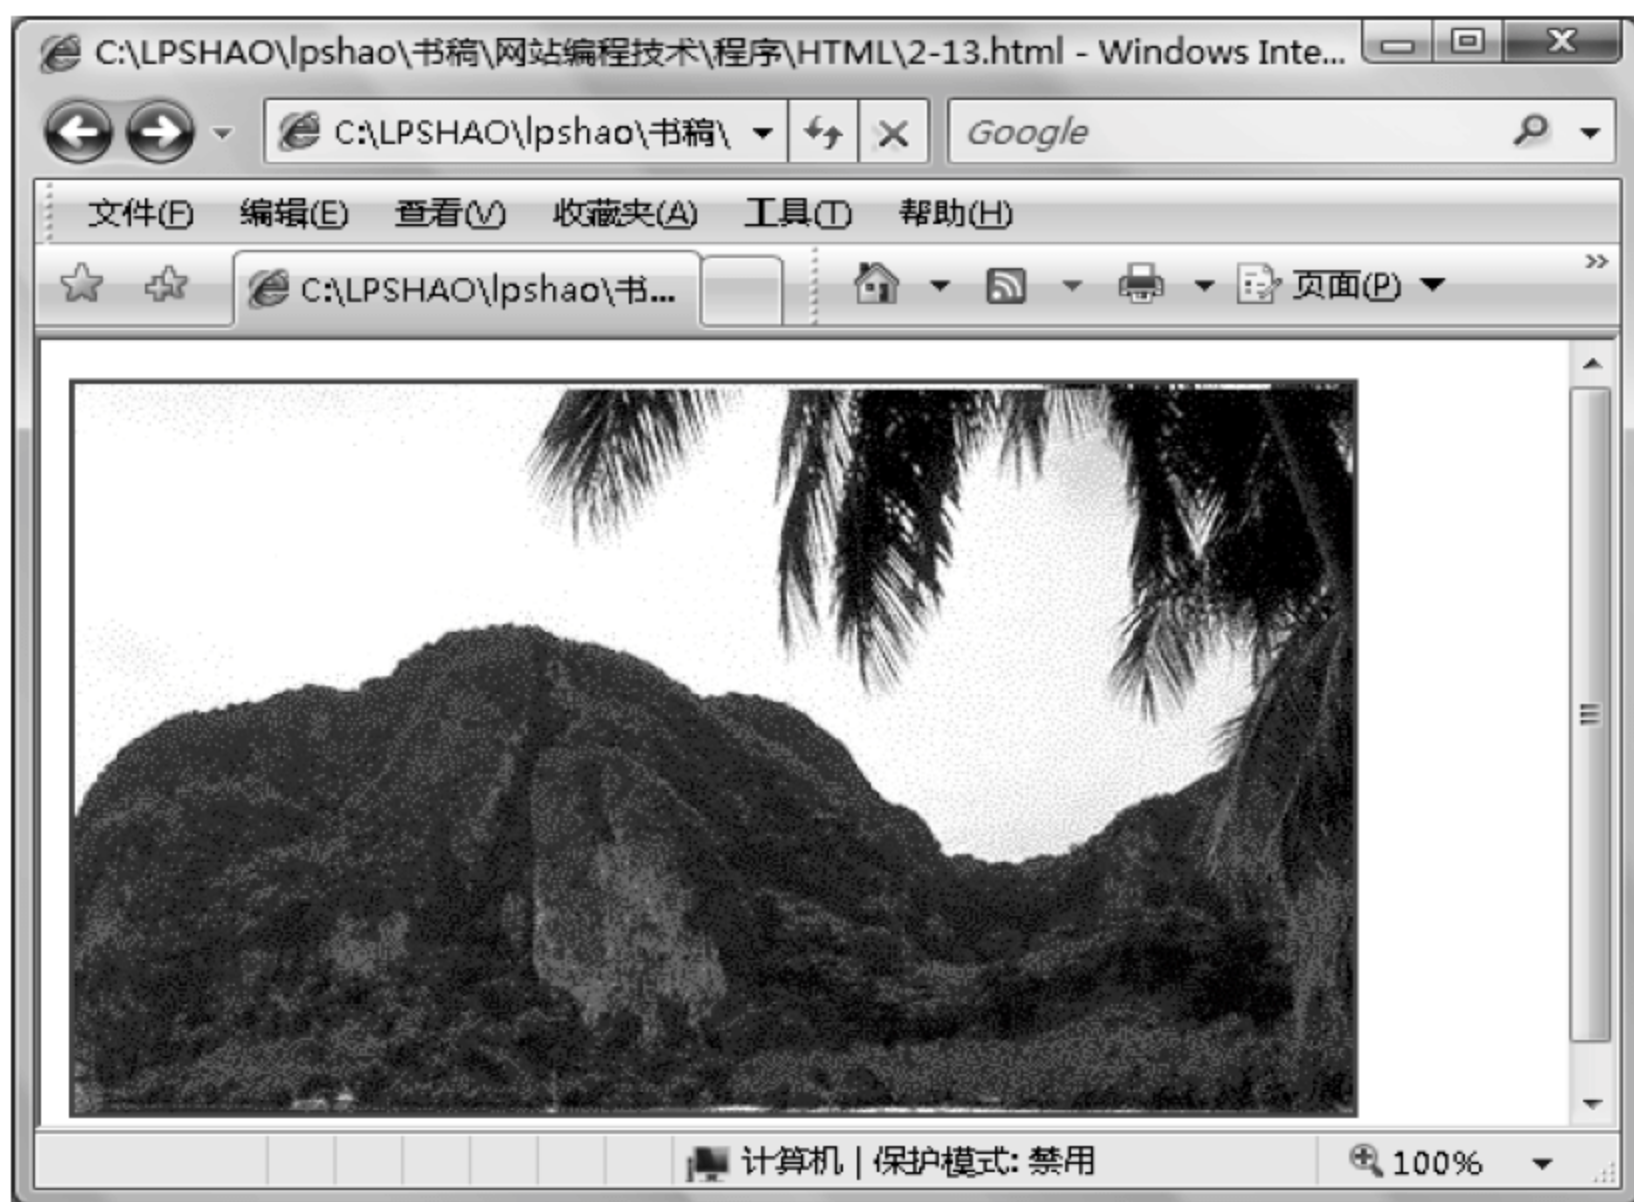 C:\LPSHAO\lpshao\书稿\网站编程技术\程序\HTML\2-13.html - Windows Inte...
C:\LPSHAO\lpshao\书稿\ Google
文件(F) 编辑(E) 查看(V) 收藏夹(A) 工具(T) 帮助(H)
C:\LPSHAO\lpshao\书... 页面(P) »
计算机 | 保护模式: 禁用 100%